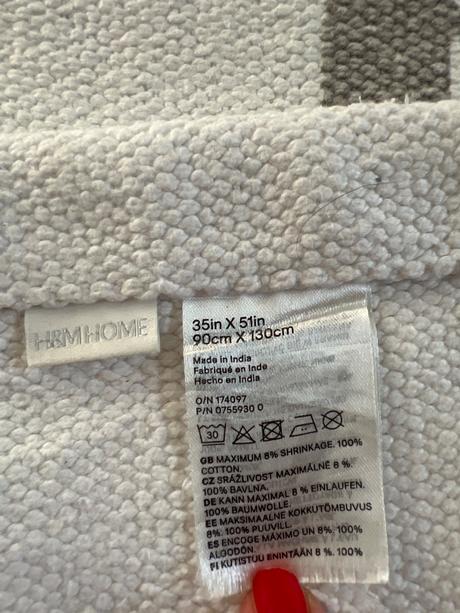 H&M HOME
35in X 51in
90cm X 130cm
Made in India
Fabriqué en Inde
Hecho en India
O/N 174097
P/N 0755930 0
30
GB MAXIMUM 8% SHRINKAGE. 100%
COTTON.
CZ SRÁŽLIVOST MAXIMÁLNĚ 8 %.
100% BAVLNA.
DE KANN MAXIMAL 8 % EINLAUFEN.
100% BAUMWOLLE.
EE MAKSIMAALNE KOKKUTÕMBUVUS
8%. 100% PUUVILL.
ES ENCOGE MÁXIMO UN 8%. 100%
ALGODÓN.
FI KUTISTUU ENINTÄÄN 8 %. 100%